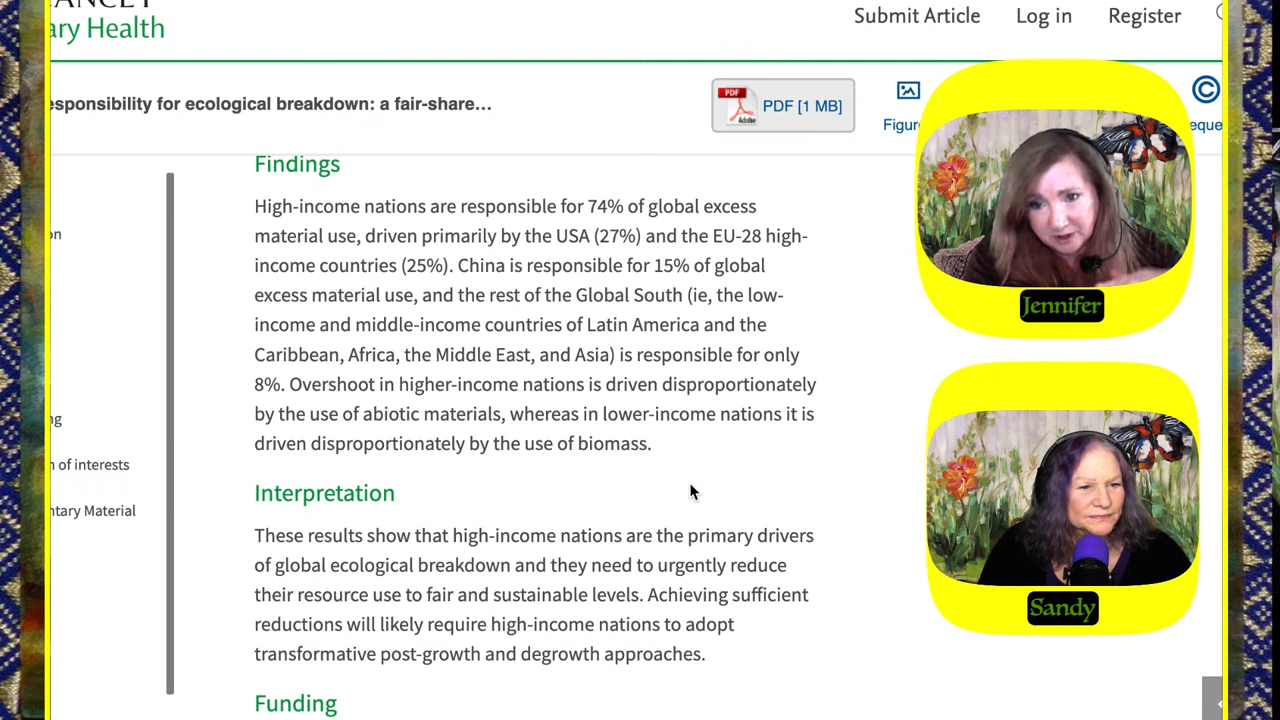 Submit Article Log in Register
ary Health
esponsibility for ecological breakdown: a fair-share...
PDF Adobe PDF [1 MB]
Figur
eque
Findings
High-income nations are responsible for 74% of global excess
material use, driven primarily by the USA (27%) and the EU-28 high-
income countries (25%). China is responsible for 15% of global
excess material use, and the rest of the Global South (ie, the low-
income and middle-income countries of Latin America and the
Caribbean, Africa, the Middle East, and Asia) is responsible for only
8%. Overshoot in higher-income nations is driven disproportionately
by the use of abiotic materials, whereas in lower-income nations it is
driven disproportionately by the use of biomass.
Interpretation
These results show that high-income nations are the primary drivers
of global ecological breakdown and they need to urgently reduce
their resource use to fair and sustainable levels. Achieving sufficient
reductions will likely require high-income nations to adopt
transformative post-growth and degrowth approaches.
Funding
on
ng
n of interests
ntary Material
Jennifer
Sandy